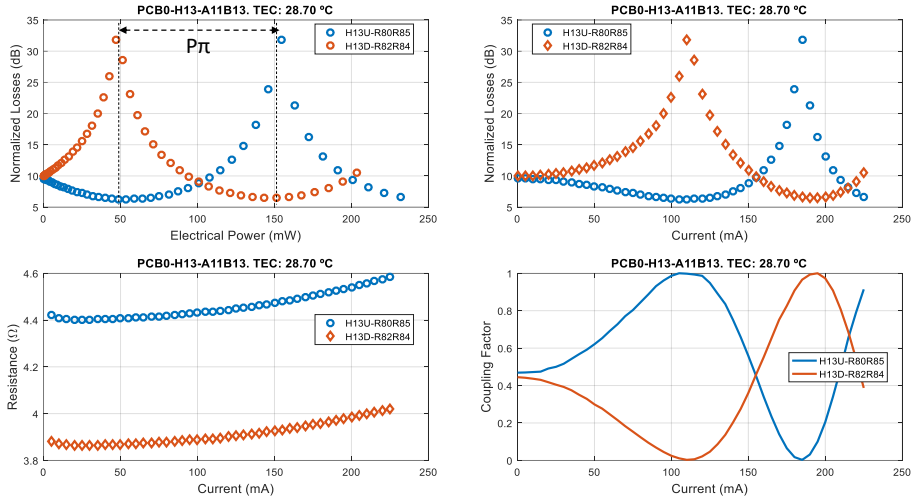 PCB0-H13-A11B13. TEC: 28.70 ºC
35
30
25
20
15
10
5
Normalized Losses (dB)
Pπ
H13U-R80R85
H13D-R82R84
0 50 100 150 200 250
Electrical Power (mW)
PCB0-H13-A11B13. TEC: 28.70 ºC
35
30
25
20
15
10
5
Normalized Losses (dB)
H13U-R80R85
H13D-R82R84
0 50 100 150 200 250
Current (mA)
PCB0-H13-A11B13. TEC: 28.70 ºC
4.6
4.4
4.2
4
3.8
Resistance (Ω)
H13U-R80R85
H13D-R82R84
0 50 100 150 200 250
Current (mA)
PCB0-H13-A11B13. TEC: 28.70 ºC
1
0.8
0.6
0.4
0.2
0
Coupling Factor
H13U-R80R85
H13D-R82R84
0 50 100 150 200 250
Current (mA)